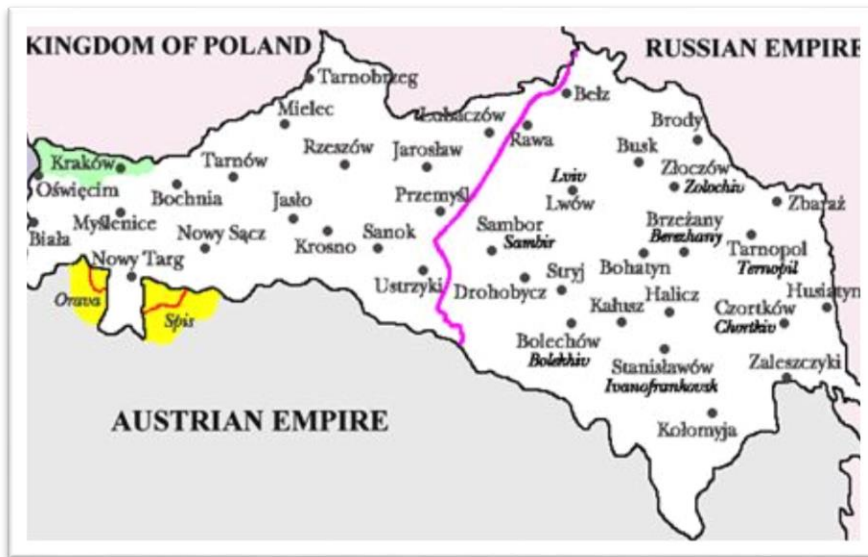 KINGDOM OF POLAND
RUSSIAN EMPIRE
Tarnobrzeg
Bełz
Mielec
Lubaczów
Rawa
Brody
Kraków
Tarnów
Rzeszów
Jarosław
Busk
Złoczów
Zolochiv
Oświęcim
Bochnia
Lviv
Lwów
Zbaraż
Myślenice
Jasło
Przemyśl
Biała
Nowy Sącz
Krosno
Sanok
Sambor
Sambir
Brzeżany
Berezhany
Tarnopol
Ternopil
Nowy Targ
Ustrzyki
Drohobycz
Stryj
Bohatyn
Husiatyn
Orava
Spis
Kałusz
Halicz
Czortków
Chortkiv
Bolechów
Bolekhiv
Stanisławów
Ivanofrankovsk
Zaleszczyki
AUSTRIAN EMPIRE
Kołomyja